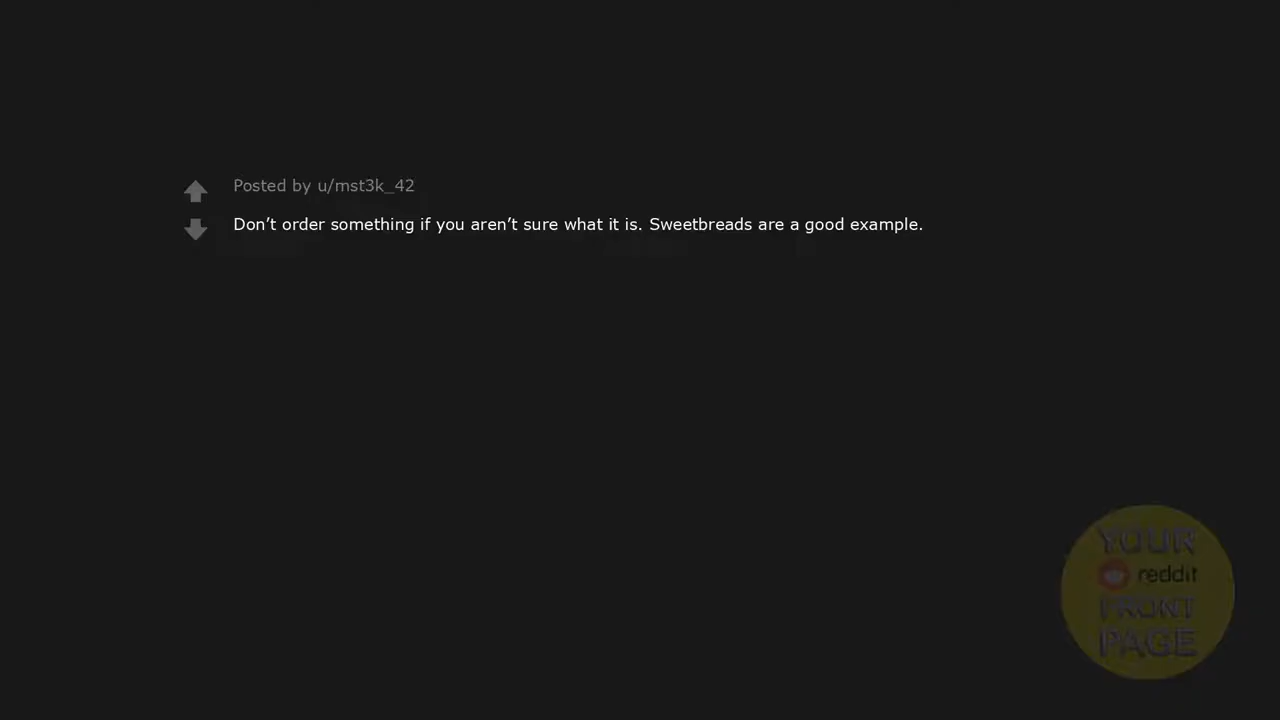 Posted by u/mst3k_42
Don’t order something if you aren’t sure what it is. Sweetbreads are a good example.
YOUR
reddit
FRONT
PAGE